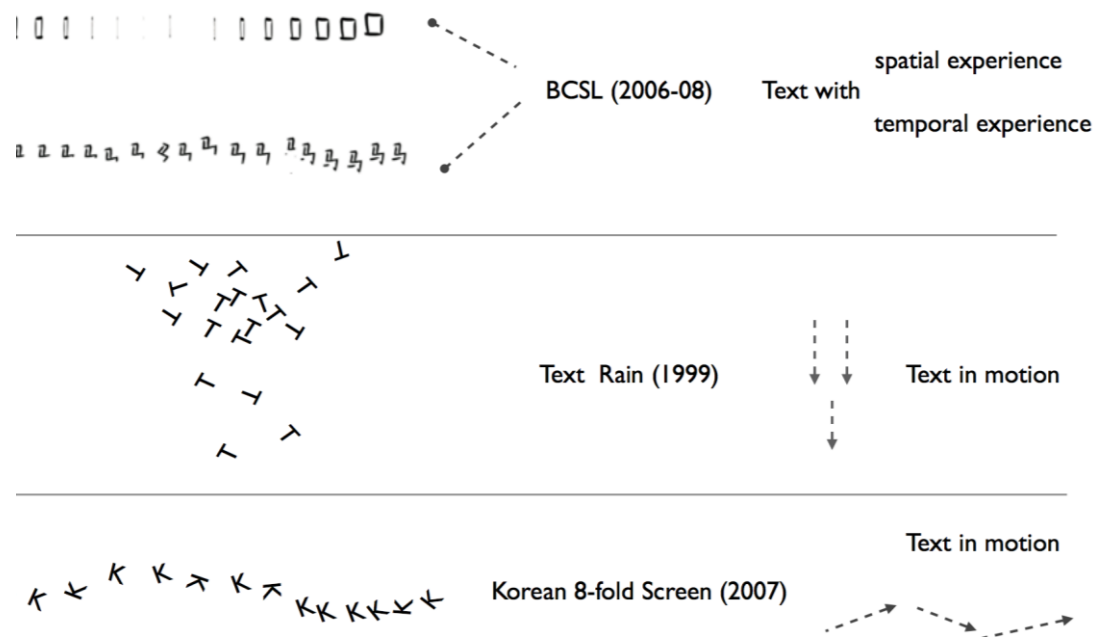 spatial experience
BCSL (2006-08) Text with
temporal experience
T T T T T T T T T T T T T T T T T T T
Text Rain (1999) Text in motion
Text in motion
K K K K K K K K K K K K K K
Korean 8-fold Screen (2007)